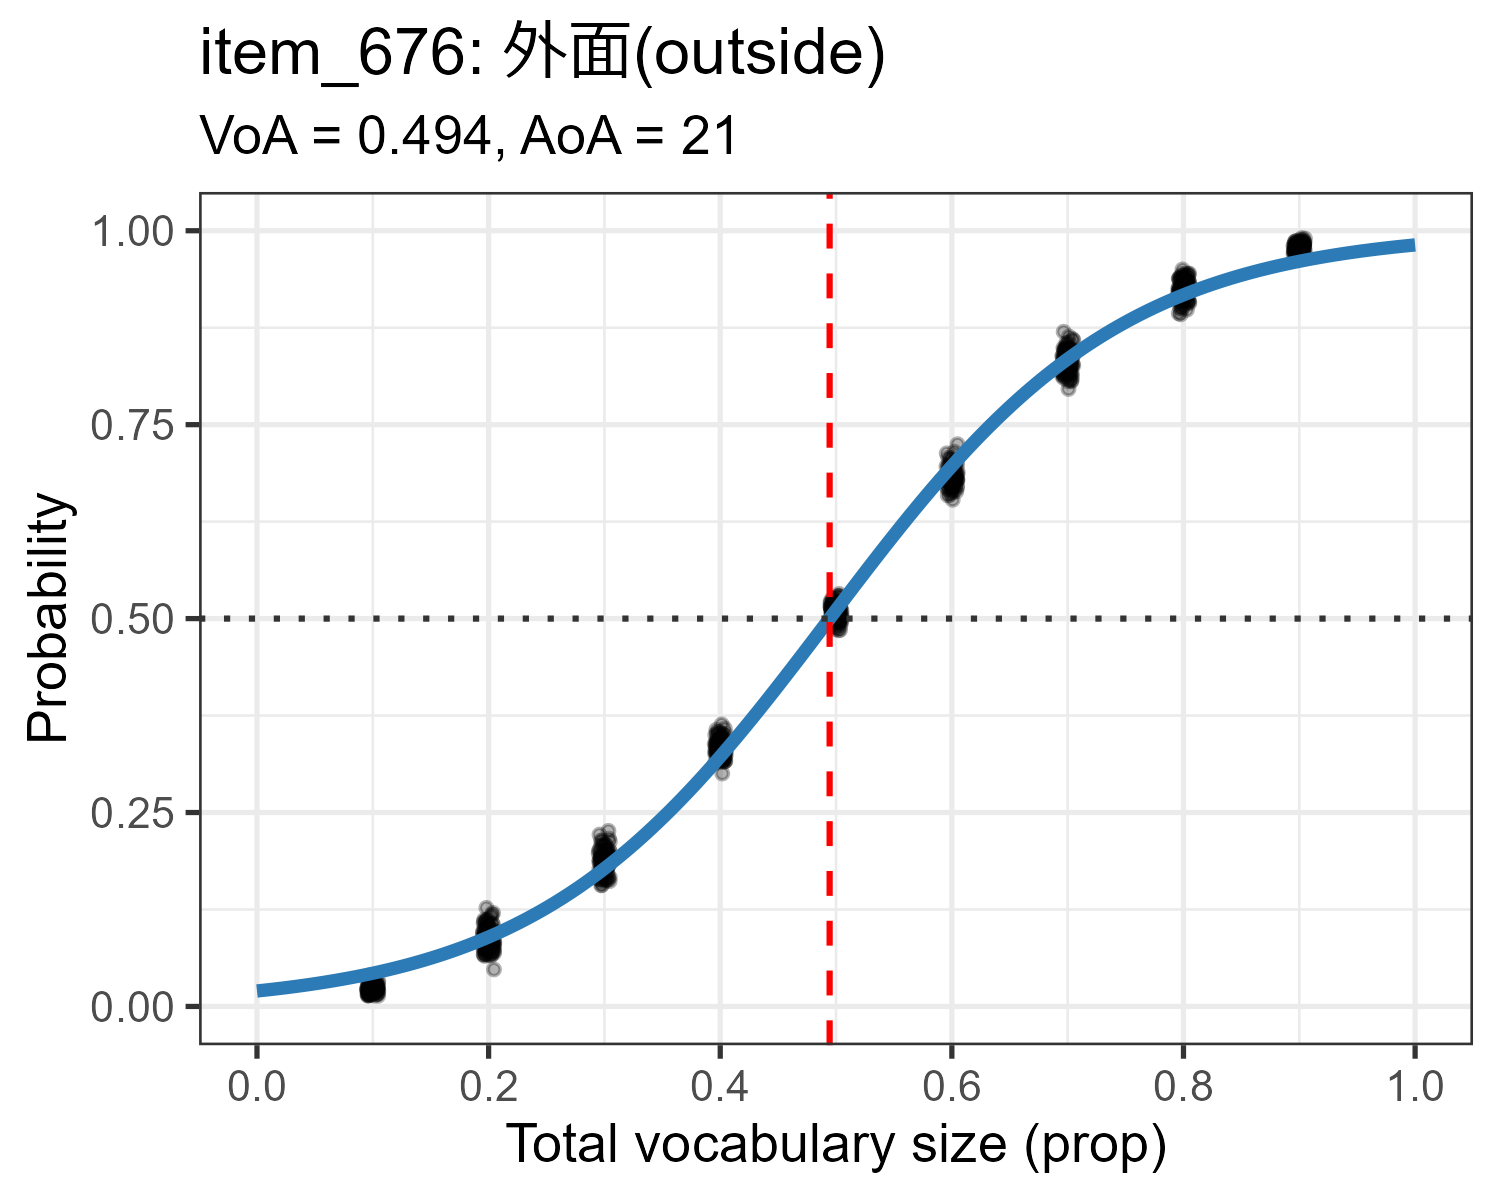 item_676: 外面(outside)
VoA = 0.494, AoA = 21
1.00
0.75
0.50
0.25
0.00
Probability
0.0 0.2 0.4 0.6 0.8 1.0
Total vocabulary size (prop)